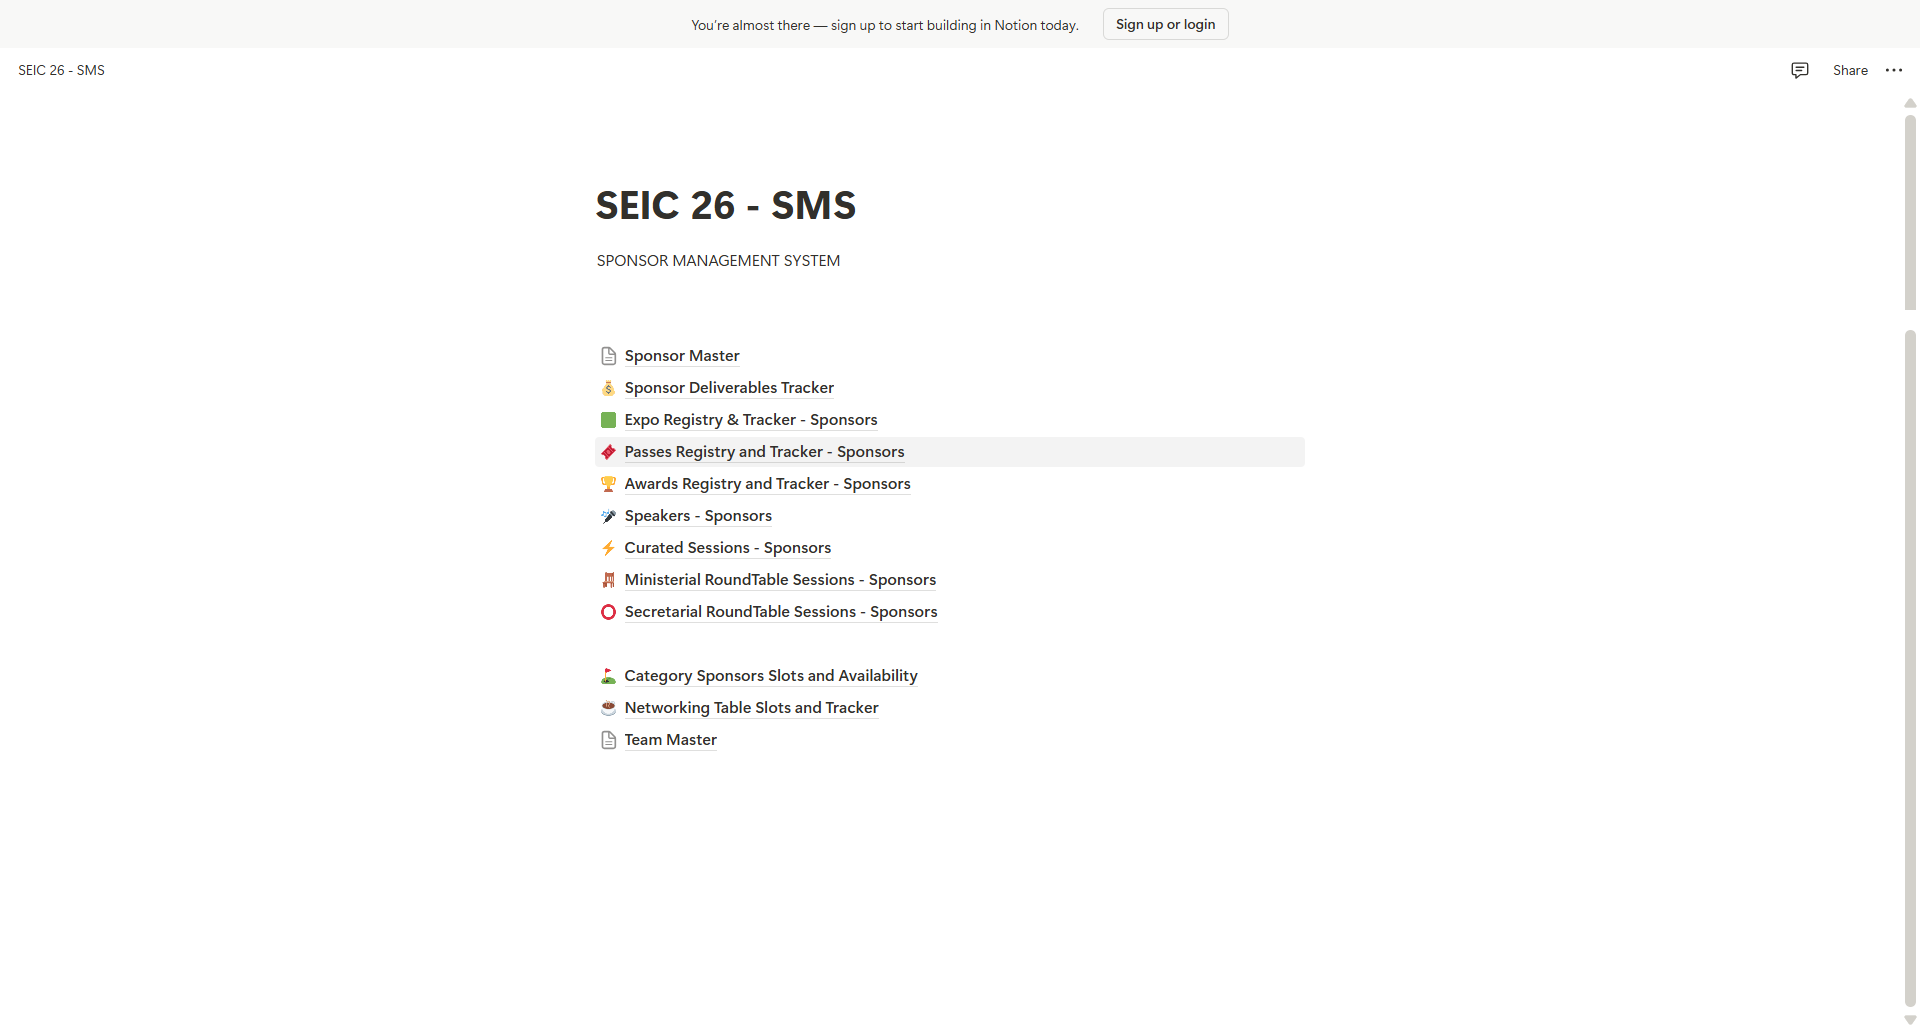 You're almost there — sign up to start building in Notion today.
Sign up or login
SEIC 26 - SMS
Share
SEIC 26 - SMS
SPONSOR MANAGEMENT SYSTEM
Sponsor Master
Sponsor Deliverables Tracker
Expo Registry & Tracker - Sponsors
Passes Registry and Tracker - Sponsors
Awards Registry and Tracker - Sponsors
Speakers - Sponsors
Curated Sessions - Sponsors
Ministerial RoundTable Sessions - Sponsors
Secretarial RoundTable Sessions - Sponsors
Category Sponsors Slots and Availability
Networking Table Slots and Tracker
Team Master